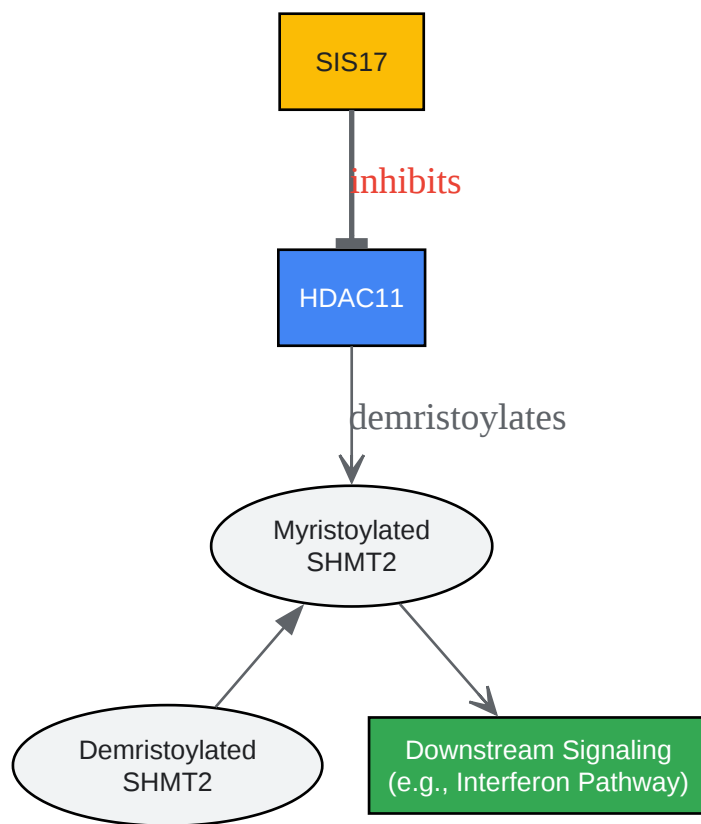 SIS17
inhibits
HDAC11
demristoylates
Myristoylated
SHMT2
Demristoylated
SHMT2
Downstream Signaling
(e.g., Interferon Pathway)